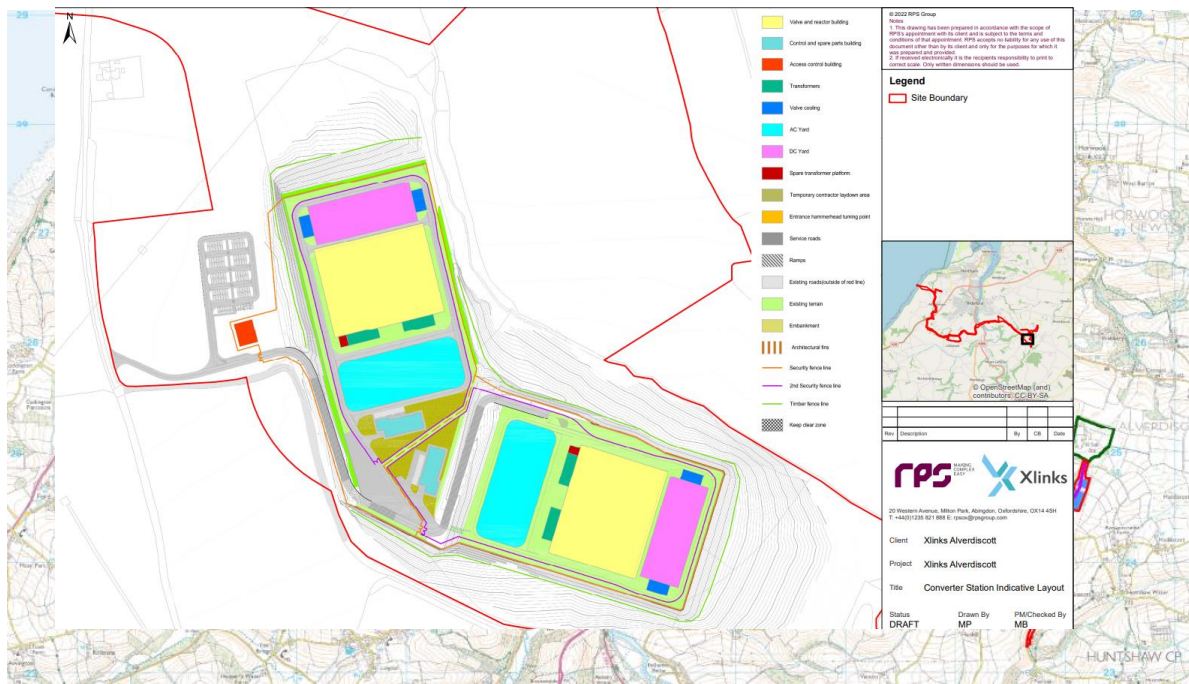 N
Valve and reactor building
Control and spare parts building
Access control building
Transformers
Valve cooling
AC Yard
DC Yard
Spare transformer platform
Temporary contractor laydown area
Entrance hammerhead turning point
Service roads
Ramps
Existing roads(outside of red line)
Existing terrain
Embankment
Architectural fins
Security fence line
2nd Security fence line
Timber fence line
Keep clear zone
© 2022 RPS Group
Notes
1. This drawing has been prepared in accordance with the scope of
RPS's appointment with its client and is subject to the terms and
conditions of that appointment. RPS accepts no liability for any use of this
document other than by its client and only for the purposes for which it
was prepared and provided.
2. If received electronically it is the recipients responsibility to print to
correct scale. Only written dimensions should be used.
Legend
Site Boundary
© OpenStreetMap (and)
contributors, CC-BY-SA
Rev Description By CB Date
rps MAKING
COMPLEX
EASY
Xlinks
20 Western Avenue, Milton Park, Abingdon, Oxfordshire, OX14 4SH
T: +44(0)1235 821 888 E: rpsox@rpsgroup.com
Client Xlinks Alverdiscott
Project Xlinks Alverdiscott
Title Converter Station Indicative Layout
Status Drawn By PM/Checked By
DRAFT MP MB
29
28
27
26
25
24
23
Horwood
West Barton
HORWOOD
NEWTO
ALVERDISC
HUNTSHAW CP